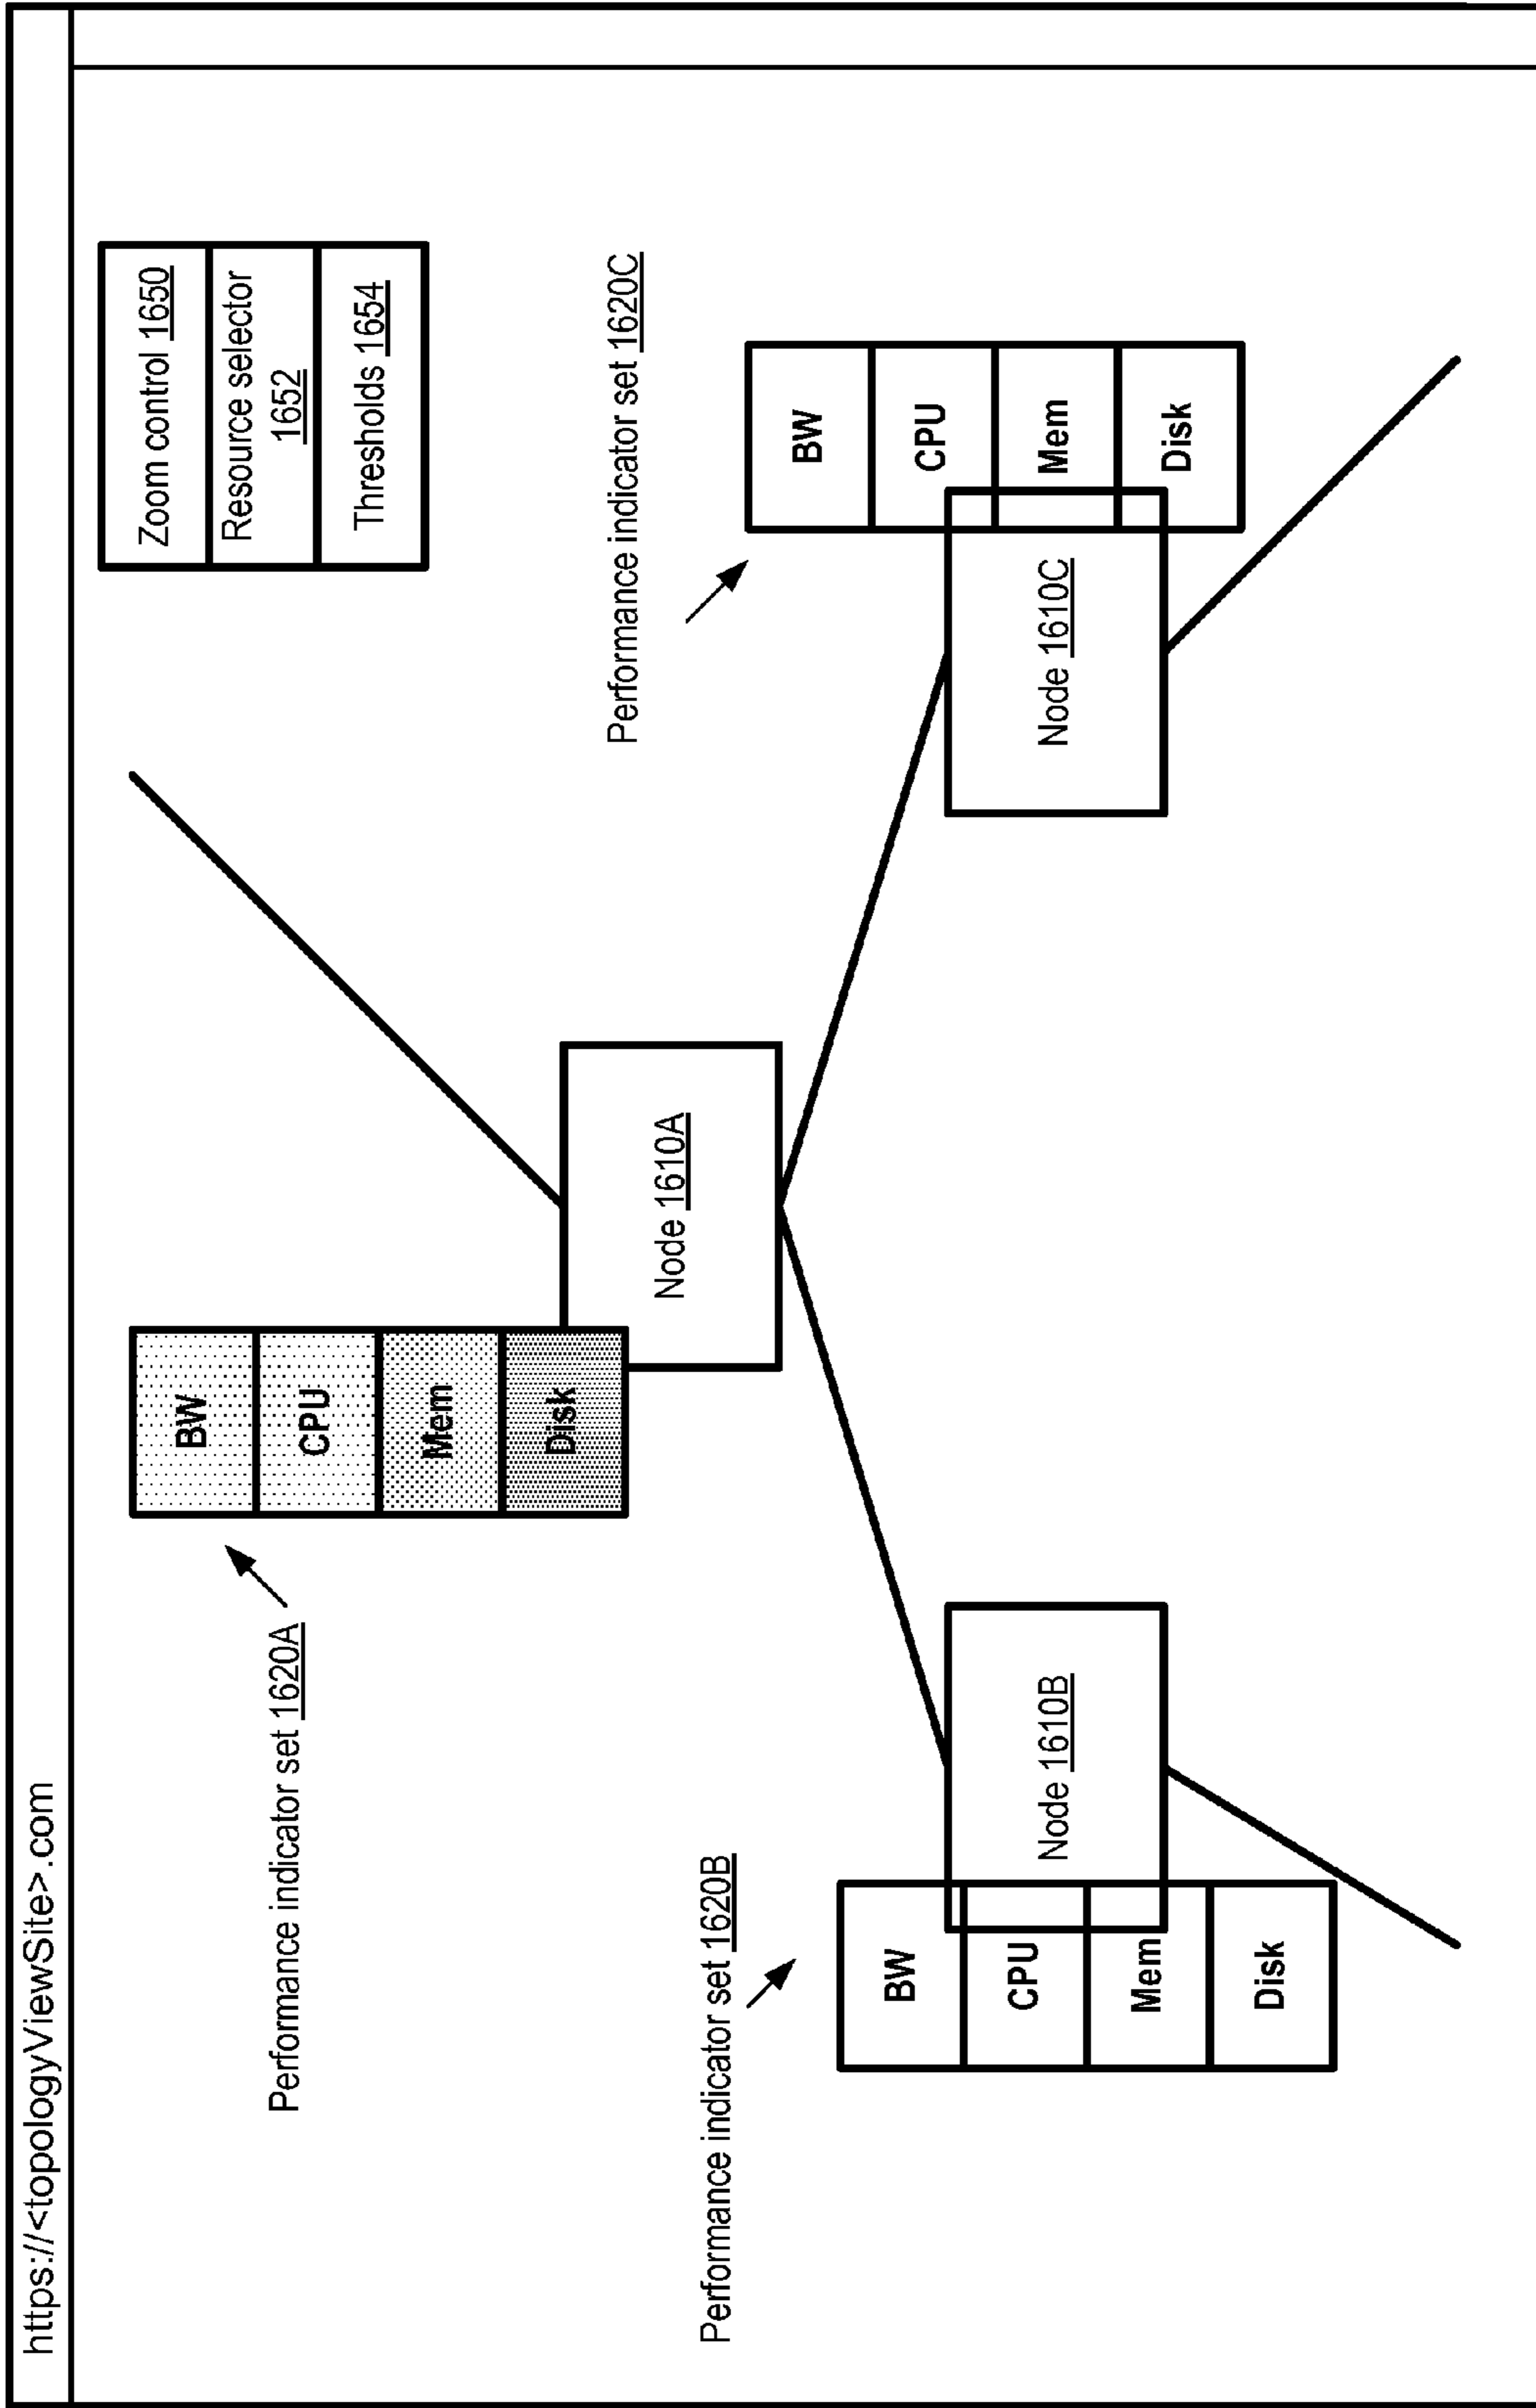 https://<topologyViewSite>.com
Zoom control 1650
Resource selector
1652
Thresholds 1654
Performance indicator set 1620A
BW
CPU
Mem
Disk
Node 1610A
Performance indicator set 1620B
BW
CPU
Mem
Disk
Node 1610B
Performance indicator set 1620C
BW
CPU
Mem
Disk
Node 1610C